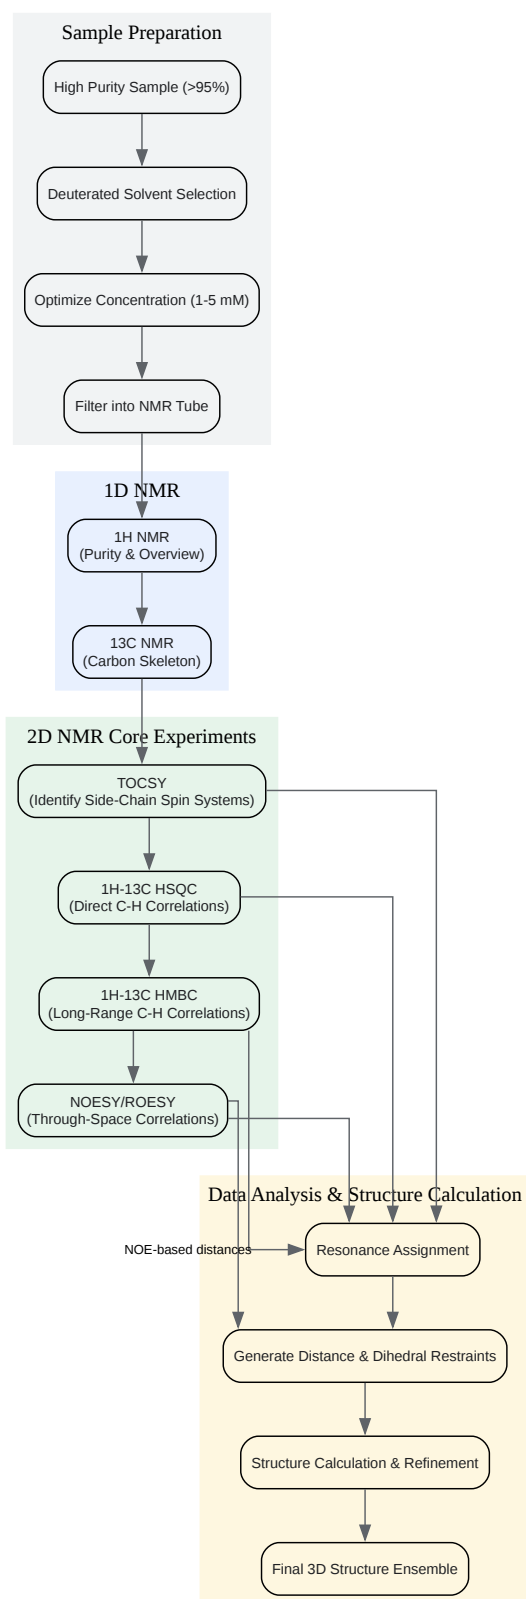 Sample Preparation
High Purity Sample (>95%)
Deuterated Solvent Selection
Optimize Concentration (1-5 mM)
Filter into NMR Tube
1D NMR
1H NMR
(Purity & Overview)
13C NMR
(Carbon Skeleton)
2D NMR Core Experiments
TOCSY
(Identify Side-Chain Spin Systems)
1H-13C HSQC
(Direct C-H Correlations)
1H-13C HMBC
(Long-Range C-H Correlations)
NOESY/ROESY
(Through-Space Correlations)
Data Analysis & Structure Calculation
NOE-based distances
Resonance Assignment
Generate Distance & Dihedral Restraints
Structure Calculation & Refinement
Final 3D Structure Ensemble